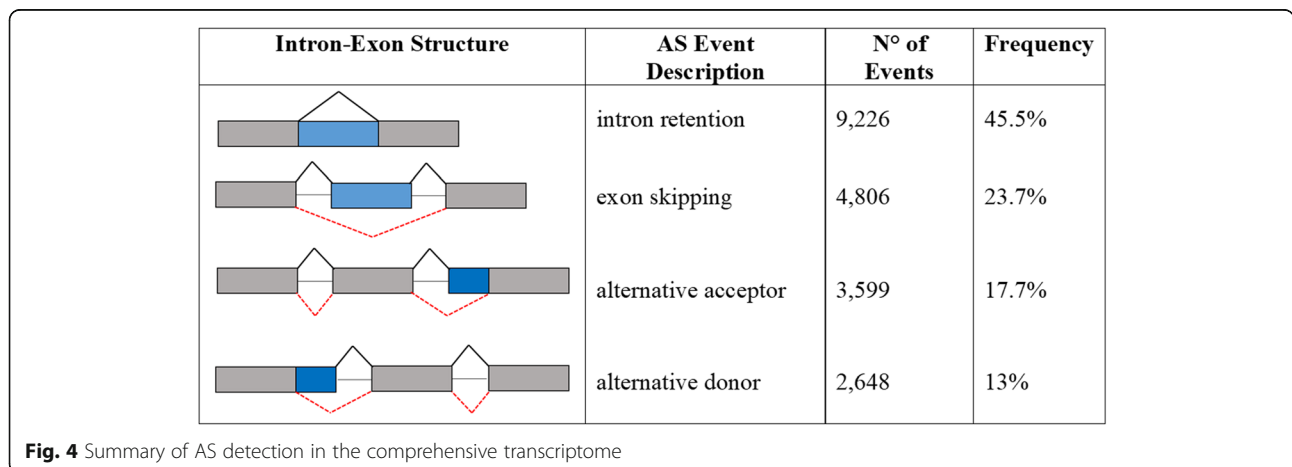 Intron-Exon Structure AS Event Description N° of Events Frequency
intron retention 9,226 45.5%
exon skipping 4,806 23.7%
alternative acceptor 3,599 17.7%
alternative donor 2,648 13%
Fig. 4 Summary of AS detection in the comprehensive transcriptome